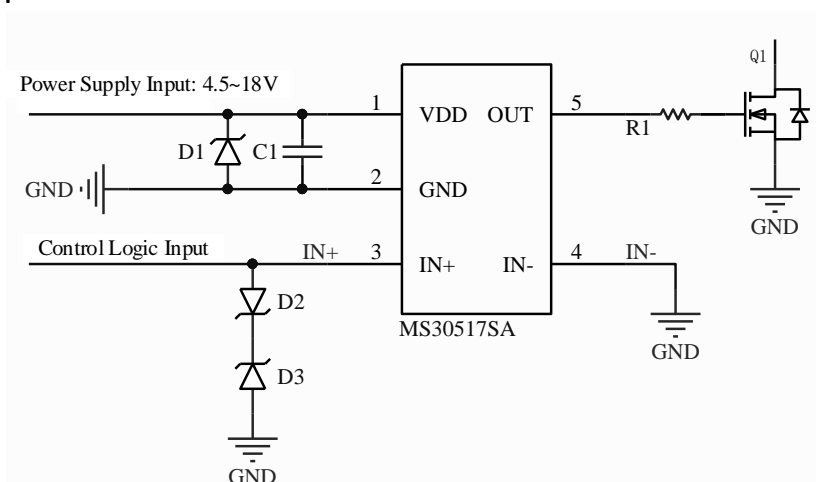 Q1
Power Supply Input: 4.5~18V
1
VDD
OUT
5
D1
C1
R1
GND
2
GND
GND
Control Logic Input
IN+
3
IN+
IN-
4
IN-
D2
MS30517SA
GND
D3
GND